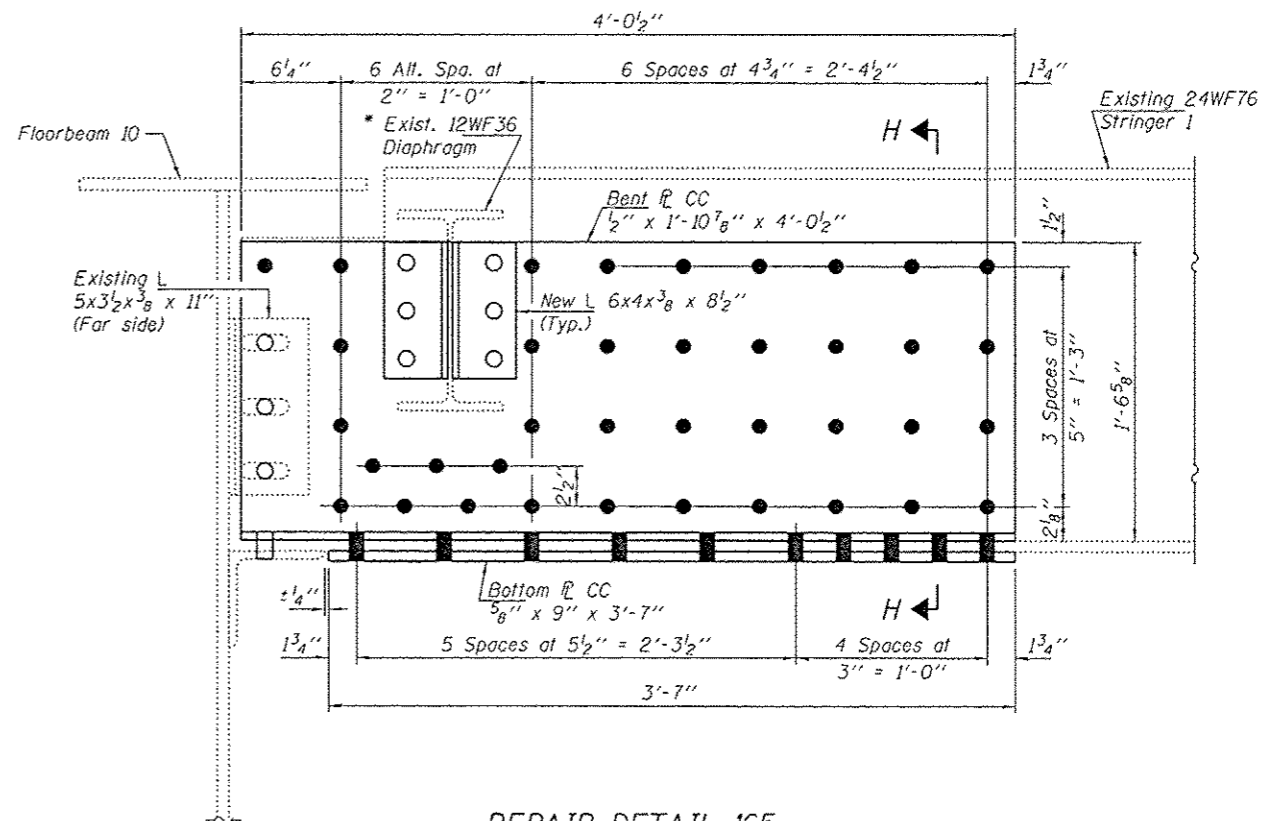 4'-0½"
6¼"
6 Alt. Spa. at
2" = 1'-0"
6 Spaces at 4¾" = 2'-4½"
1¾"
Existing 24WF76
Stringer 1
Floorbeam 10
* Exist. 12WF36
Diaphragm
H
Bent ℄ CC
½" x 1'-10⅞" x 4'-0½"
1½"
Existing L
5x3½x⅜ x 11"
(Far side)
New L 6x4x⅜ x 8½"
(Typ.)
3 Spaces at
5" = 1'-3"
1'-6⅝"
2½"
2⅛"
Bottom ℄ CC
⅝" x 9" x 3'-7"
H
±¼"
1¾"
5 Spaces at 5½" = 2'-3½"
4 Spaces at
3" = 1'-0"
1¾"
3'-7"
REPAIR DETAIL 165